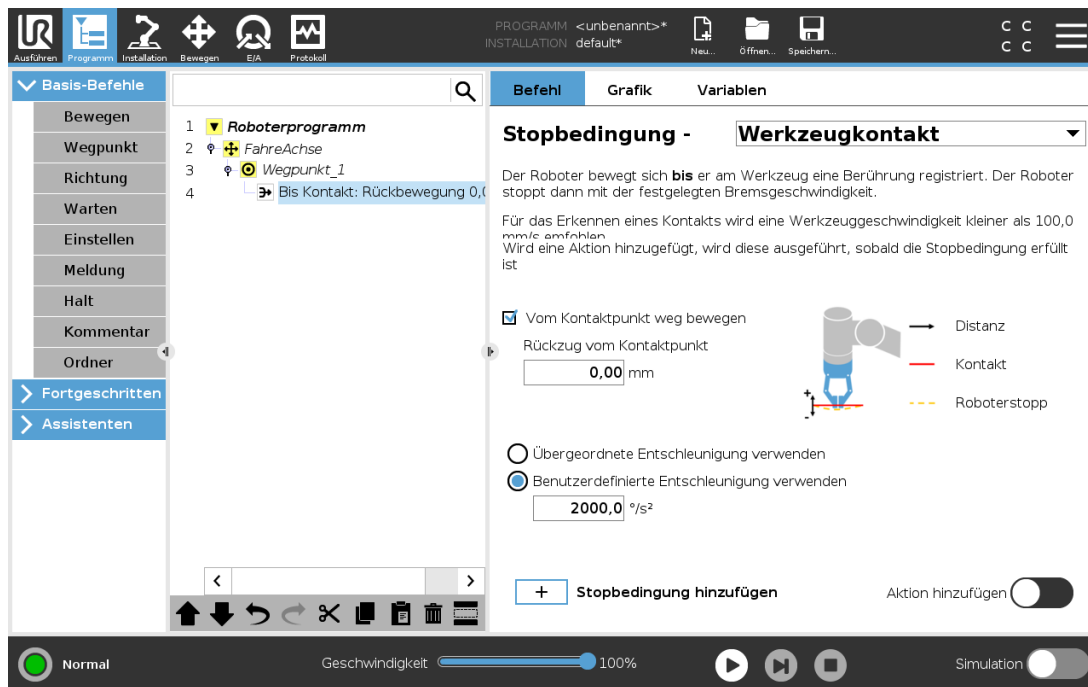 PROGRAMM <unbenannt>*
INSTALLATION default*
Ausführen Programm Installation Bewegen E/A Protokoll
Neu... Öffnen... Speichern...
C C
C C
Basis-Befehle
Bewegen
Wegpunkt
Richtung
Warten
Einstellen
Meldung
Halt
Kommentar
Ordner
Fortgeschritten
Assistenten
1 Roboterprogramm
2 FahreAchse
3 Wegpunkt_1
4 Bis Kontakt: Rückbewegung 0,0
Befehl Grafik Variablen
Stopbedingung - Werkzeugkontakt
Der Roboter bewegt sich bis er am Werkzeug eine Berührung registriert. Der Roboter
stoppt dann mit der festgelegten Bremsgeschwindigkeit.
Für das Erkennen eines Kontakts wird eine Werkzeuggeschwindigkeit kleiner als 100,0
mm/s emfohlen
Wird eine Aktion hinzugefügt, wird diese ausgeführt, sobald die Stopbedingung erfüllt
ist
Vom Kontaktpunkt weg bewegen
Rückzug vom Kontaktpunkt
0,00 mm
Distanz
Kontakt
Roboterstopp
+
-
Übergeordnete Entschleunigung verwenden
Benutzerdefinierte Entschleunigung verwenden
2000,0 °/s²
+ Stopbedingung hinzufügen
Aktion hinzufügen
Normal
Geschwindigkeit 100%
Simulation